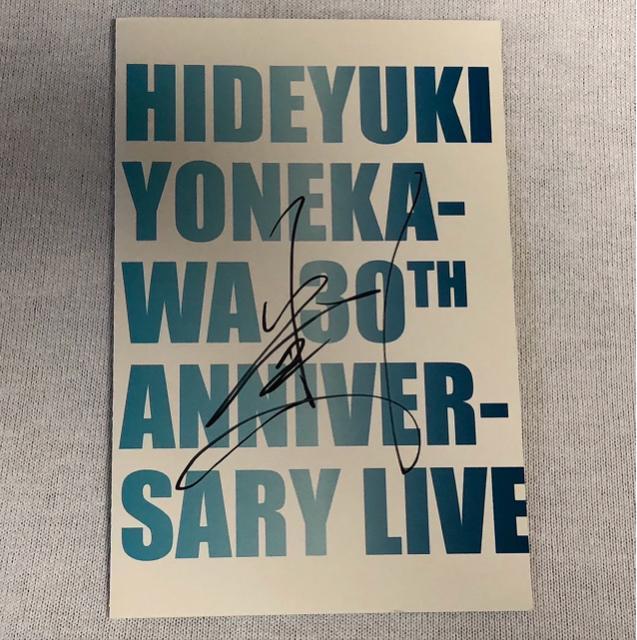 HIDEYUKI
YONEKA-
WA 30TH
ANNIVER-
SARY LIVE